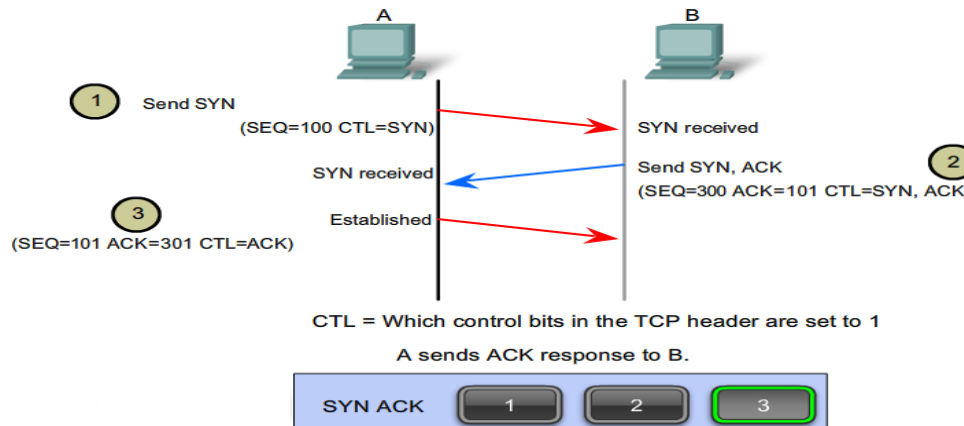 A
B
1
Send SYN
(SEQ=100 CTL=SYN)
SYN received
SYN received
Send SYN, ACK
2
(SEQ=300 ACK=101 CTL=SYN, ACK
3
Established
(SEQ=101 ACK=301 CTL=ACK)
CTL = Which control bits in the TCP header are set to 1
A sends ACK response to B.
SYN ACK 1 2 3